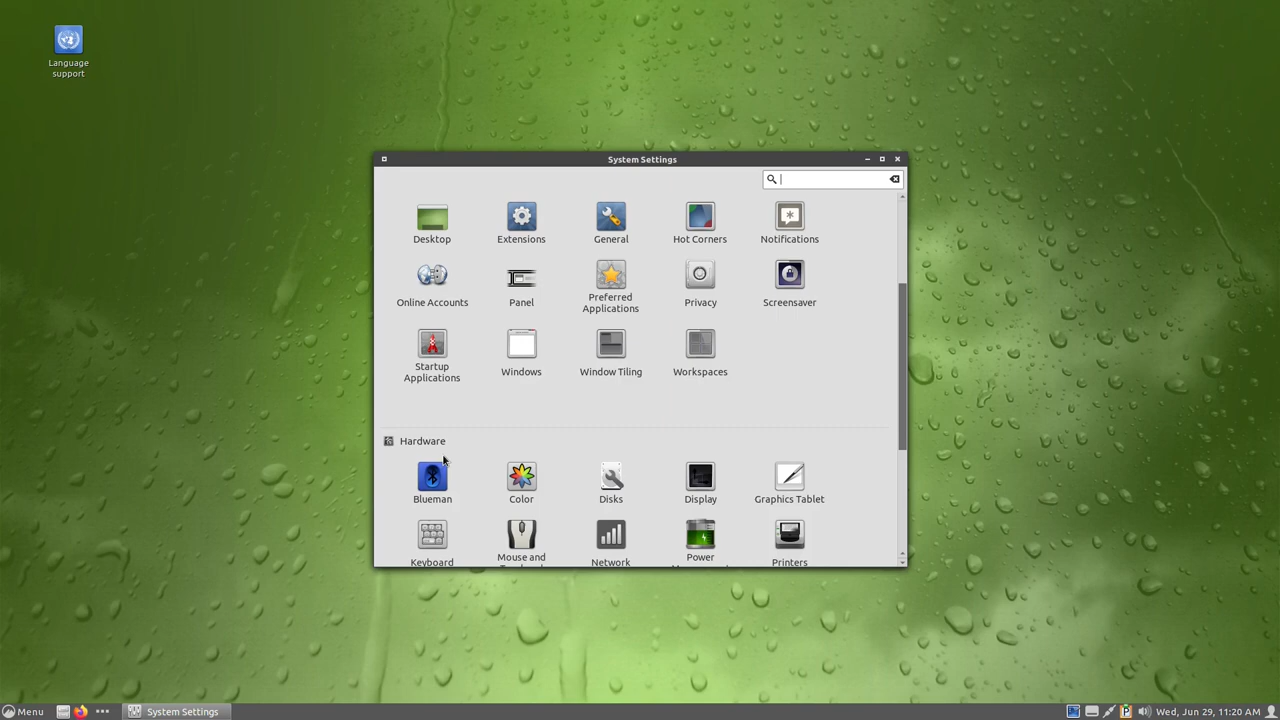 Language
support
System Settings
Desktop
Extensions
General
Hot Corners
Notifications
Online Accounts
Panel
Preferred
Applications
Privacy
Screensaver
Startup
Applications
Windows
Window Tiling
Workspaces
Hardware
Blueman
Color
Disks
Display
Graphics Tablet
Keyboard
Mouse and
Network
Power
Printers
Menu
System Settings
Wed, Jun 29, 11:20 AM